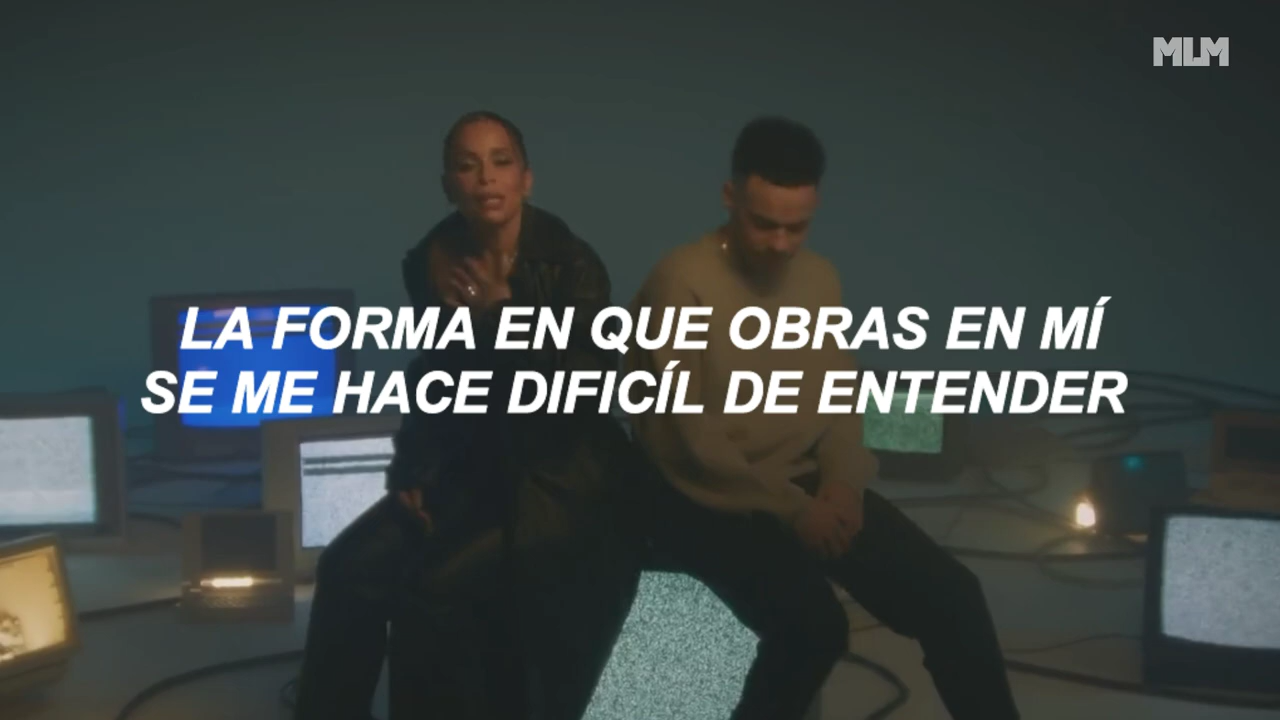 MLM
LA FORMA EN QUE OBRAS EN MÍ
SE ME HACE DIFICÍL DE ENTENDER